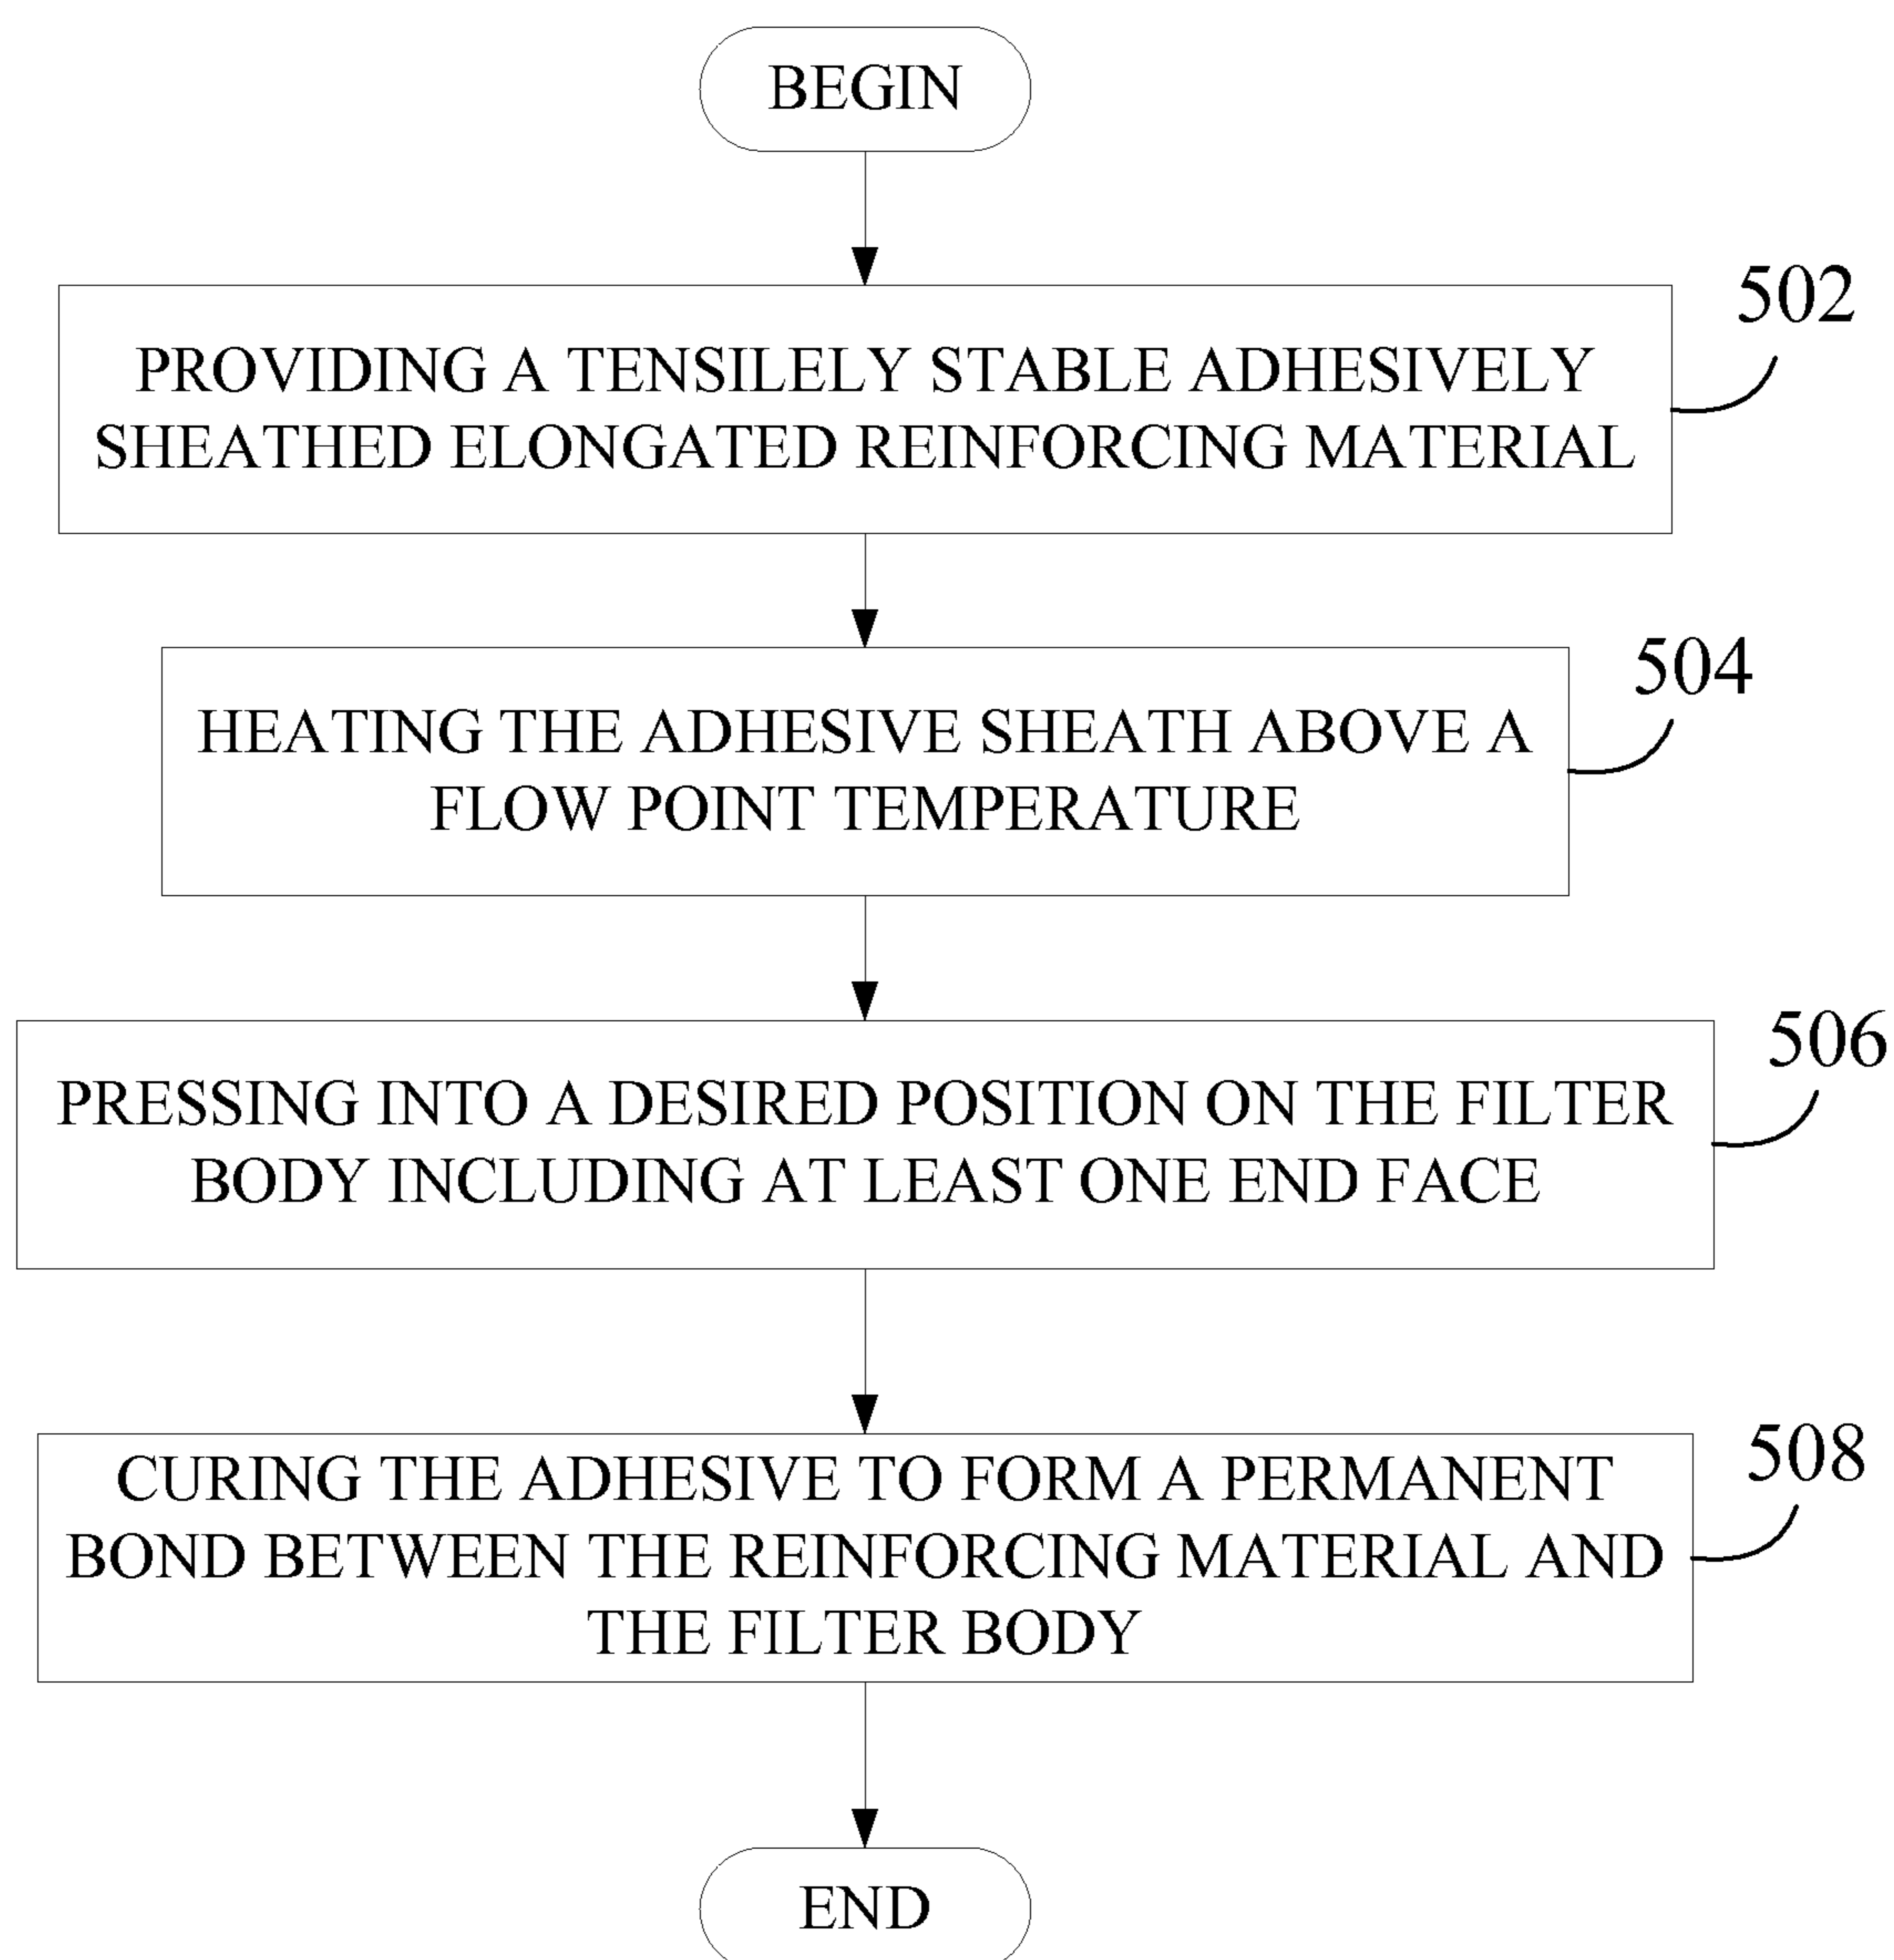 BEGIN
502
PROVIDING A TENSILELY STABLE ADHESIVELY
SHEATHED ELONGATED REINFORCING MATERIAL
504
HEATING THE ADHESIVE SHEATH ABOVE A
FLOW POINT TEMPERATURE
506
PRESSING INTO A DESIRED POSITION ON THE FILTER
BODY INCLUDING AT LEAST ONE END FACE
508
CURING THE ADHESIVE TO FORM A PERMANENT
BOND BETWEEN THE REINFORCING MATERIAL AND
THE FILTER BODY
END